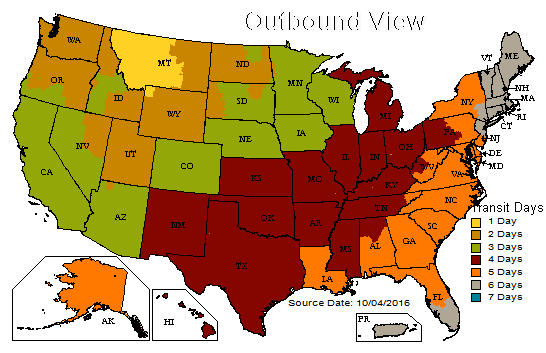 Outbound View
WA
MT
ND
MN
VT
ME
OR
ID
SD
WI
NY
NH
MA
RI
CT
WY
MI
PA
NJ
NV
UT
NE
IA
IL
IN
OH
DE
MD
CA
CO
KS
MO
KY
WV
VA
AZ
NM
OK
AR
TN
NC
SC
TX
MS
AL
GA
LA
FL
AK
HI
PR
Transit Days
1 Day
2 Days
3 Days
4 Days
5 Days
6 Days
7 Days
Source Date: 10/04/2016